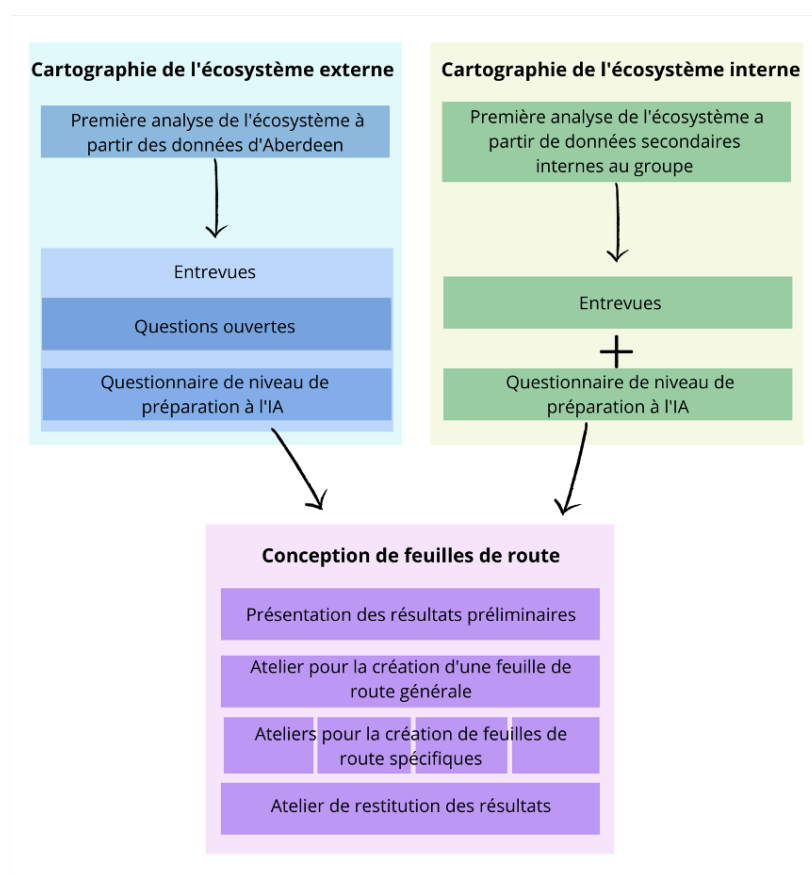 Cartographie de l'écosystème externe
Première analyse de l'écosystème à
partir des données d'Aberdeen
Entrevues
Questions ouvertes
Questionnaire de niveau de
préparation à l'IA
Cartographie de l'écosystème interne
Première analyse de l'écosystème a
partir de données secondaires
internes au groupe
Entrevues
+
Questionnaire de niveau de
préparation à l'IA
Conception de feuilles de route
Présentation des résultats préliminaires
Atelier pour la création d'une feuille de
route générale
Ateliers pour la création de feuilles de
route spécifiques
Atelier de restitution des résultats